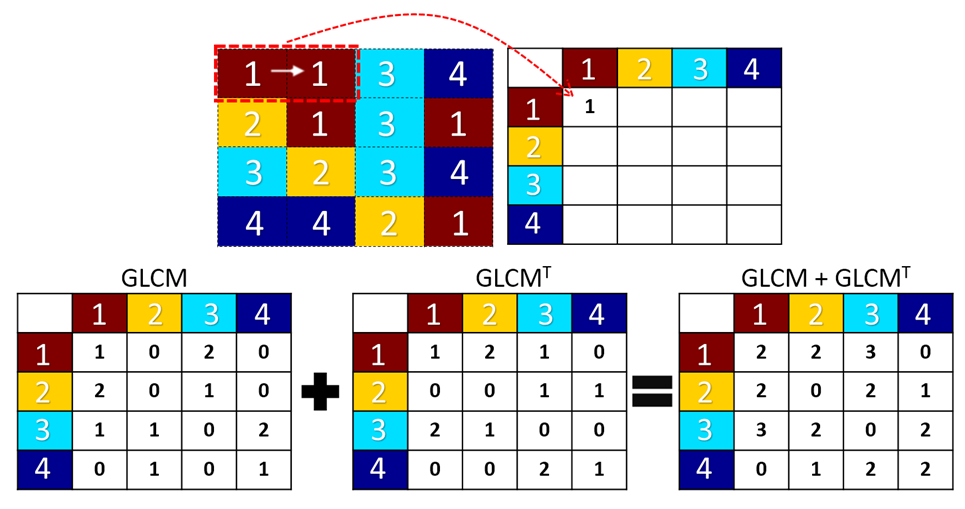 1 → 1 3 4
2 1 3 1
3 2 3 4
4 4 2 1
1 2 3 4
1 1
2
3
4
GLCM
1 2 3 4
1 1 0 2 0
2 2 0 1 0
3 1 1 0 2
4 0 1 0 1
+
GLCMᵀ
1 2 3 4
1 1 2 1 0
2 0 0 1 1
3 2 1 0 0
4 0 0 2 1
=
GLCM + GLCMᵀ
1 2 3 4
1 2 2 3 0
2 2 0 2 1
3 3 2 0 2
4 0 1 2 2